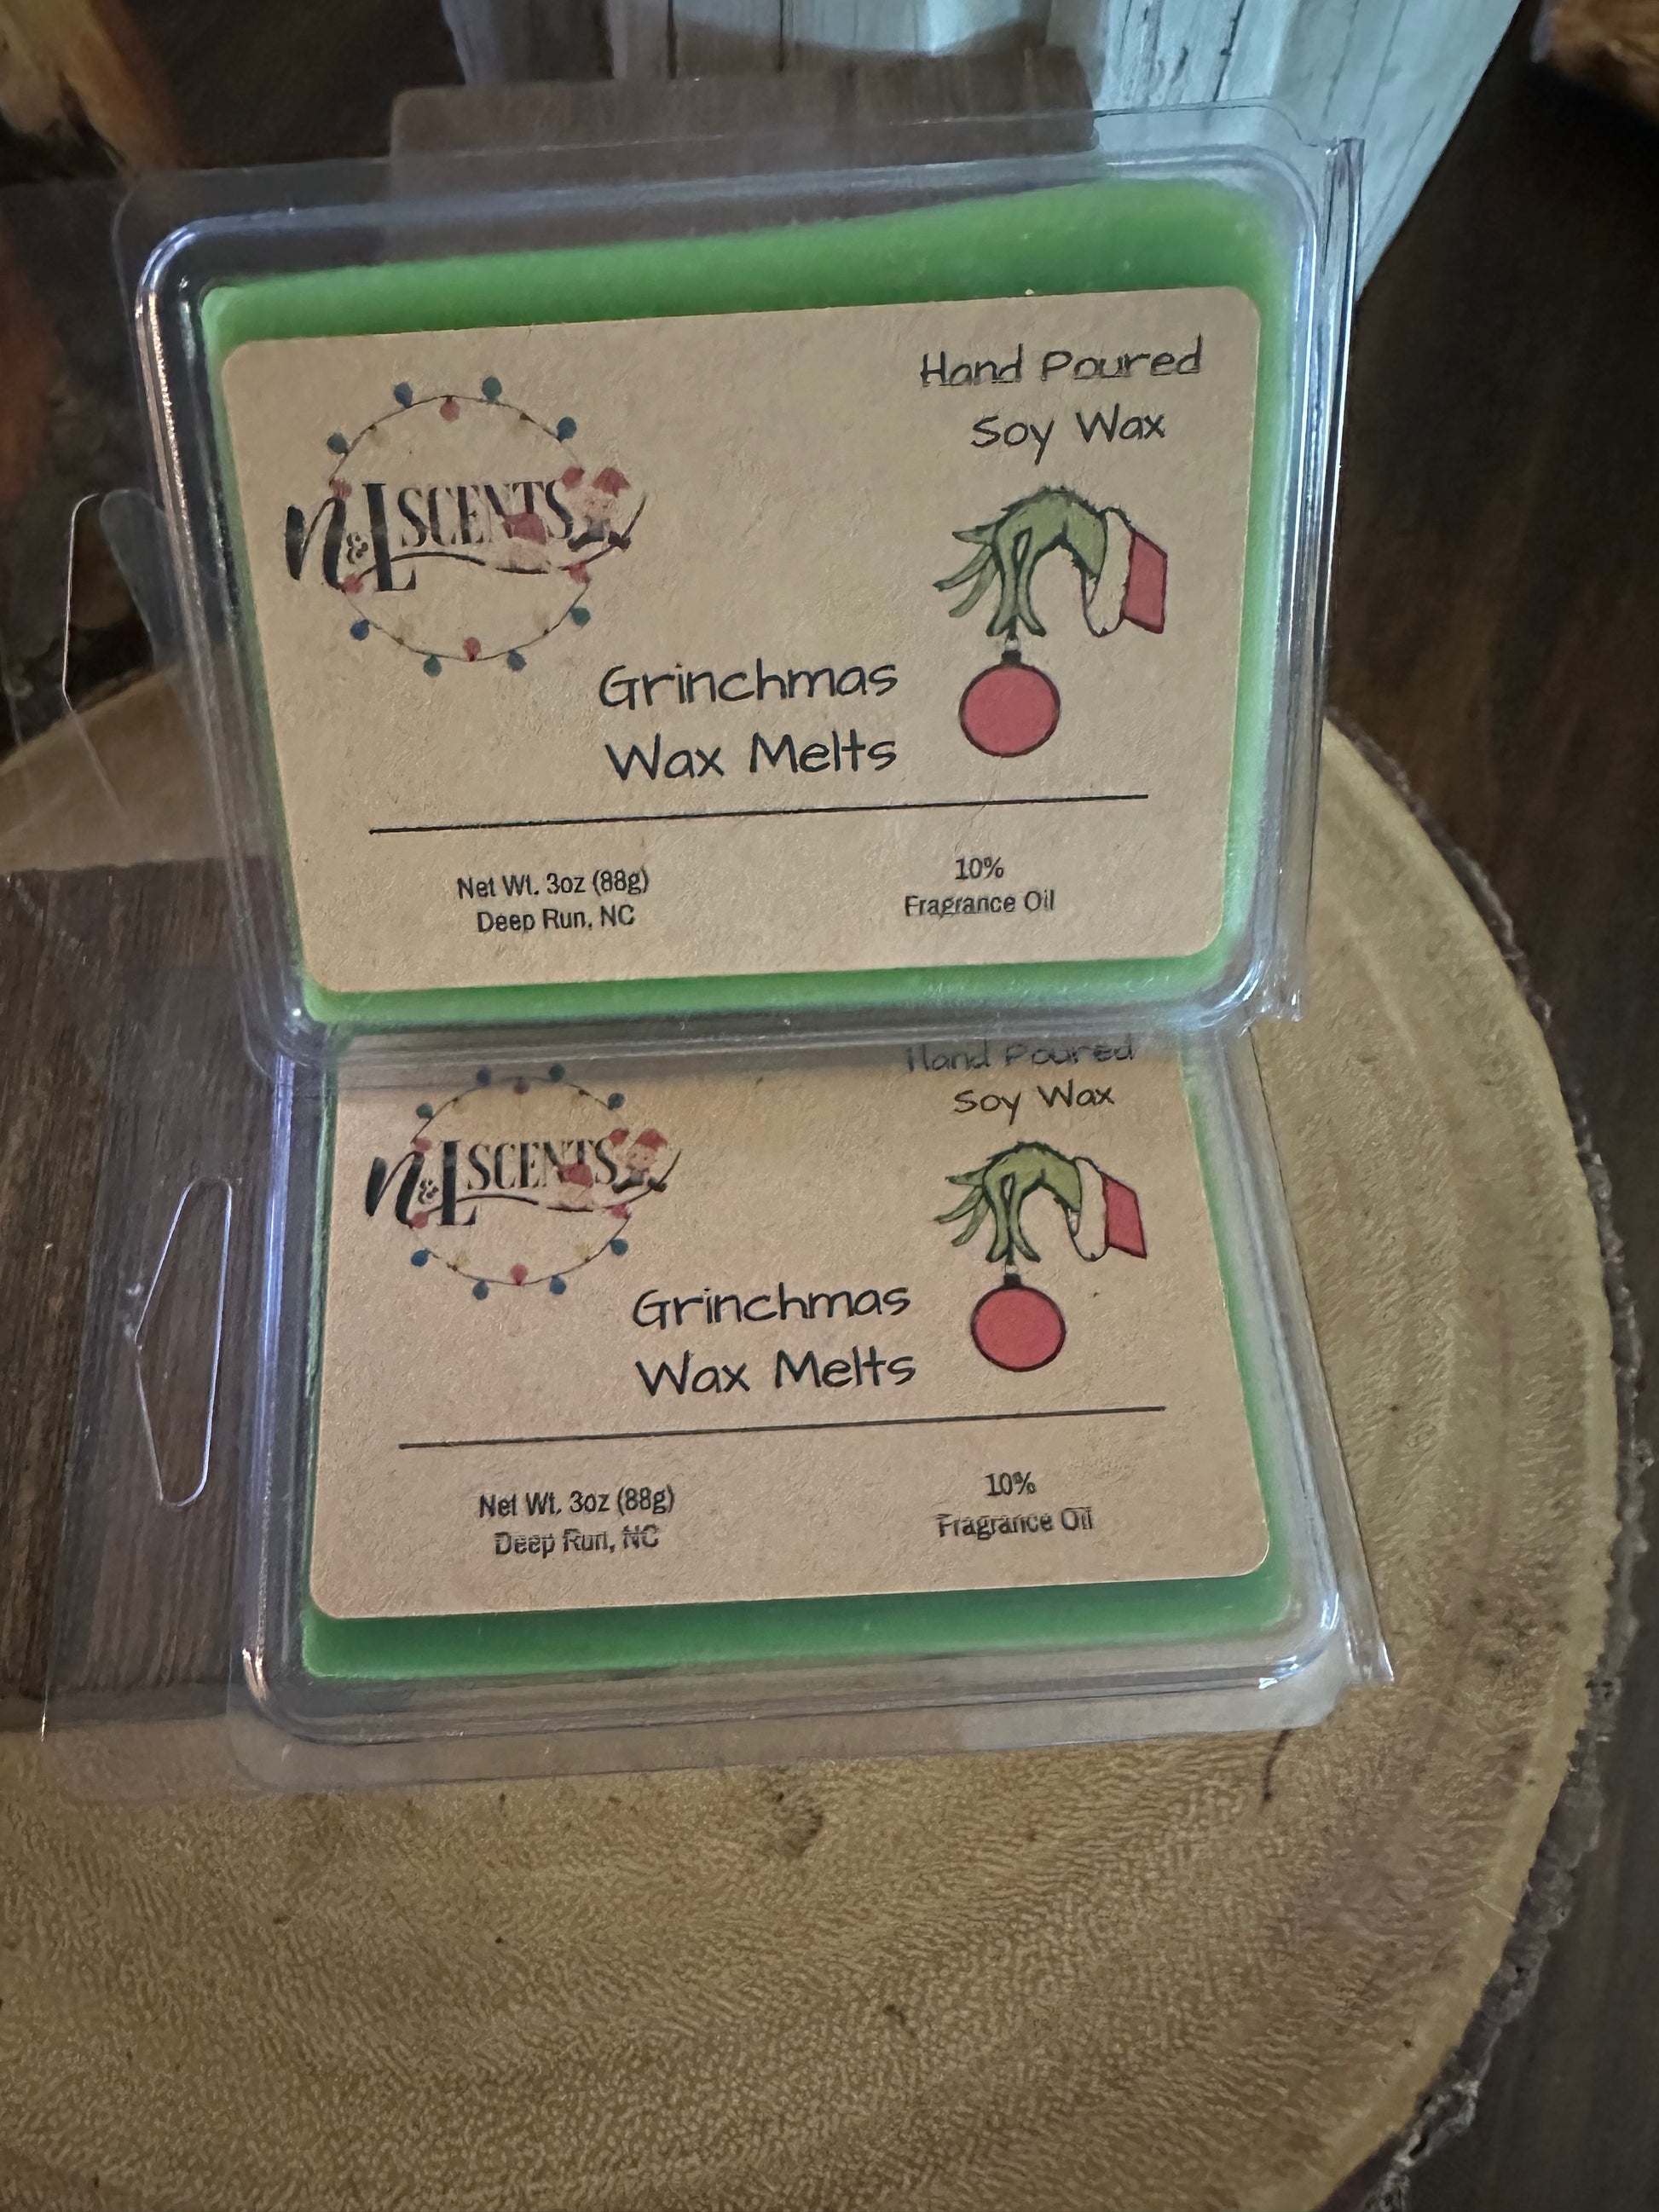 Hand Poured
Soy Wax
n & L SCENTS
Grinchmas
Wax Melts
Net Wt. 3oz (88g)
Deep Run, NC
10%
Fragrance Oil
Hand Poured
Soy Wax
n & L SCENTS
Grinchmas
Wax Melts
Net Wt. 3oz (88g)
Deep Run, NC
10%
Fragrance Oil